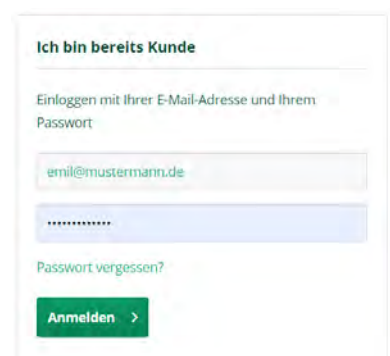 Ich bin bereits Kunde
Einloggen mit Ihrer E-Mail-Adresse und Ihrem
Passwort
emil@mustermann.de
•••••••••••••
Passwort vergessen?
Anmelden >